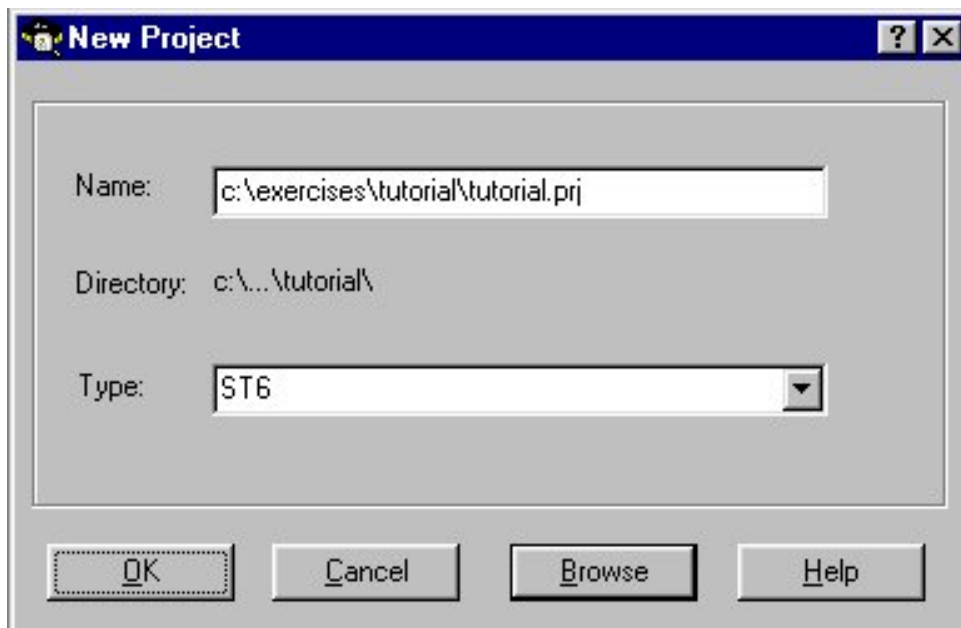 New Project
Name: c:\exercises\tutorial\tutorial.prj
Directory: c:\...\tutorial\
Type: ST6
OK Cancel Browse Help